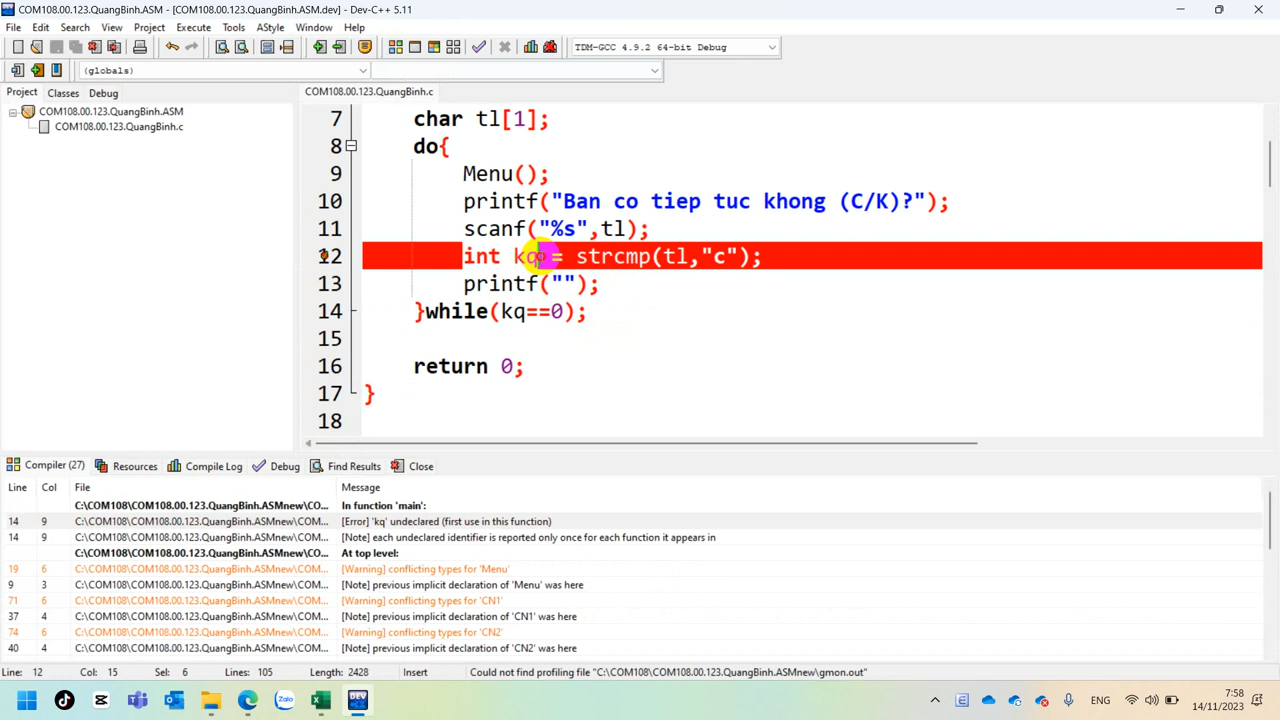 COM108.00.123.QuangBinh.ASM - [COM108.00.123.QuangBinh.ASM.dev] - Dev-C++ 5.11
File Edit Search View Project Execute Tools AStyle Window Help
TDM-GCC 4.9.2 64-bit Debug
(globals)
Project Classes Debug
COM108.00.123.QuangBinh.c
COM108.00.123.QuangBinh.ASM
COM108.00.123.QuangBinh.c
7 char tl[1];
8 do{
9 Menu();
10 printf("Ban co tiep tuc khong (C/K)?");
11 scanf("%s",tl);
12 int kq = strcmp(tl,"c");
13 printf("");
14 }while(kq==0);
15
16 return 0;
17 }
18
Compiler (27) Resources Compile Log Debug Find Results Close
Line Col File Message
C:\COM108\COM108.00.123.QuangBinh.ASMnew\CO... In function 'main':
14 9 C:\COM108\COM108.00.123.QuangBinh.ASMnew\COM... [Error] 'kq' undeclared (first use in this function)
14 9 C:\COM108\COM108.00.123.QuangBinh.ASMnew\COM... [Note] each undeclared identifier is reported only once for each function it appears in
C:\COM108\COM108.00.123.QuangBinh.ASMnew\CO... At top level:
19 6 C:\COM108\COM108.00.123.QuangBinh.ASMnew\COM... [Warning] conflicting types for 'Menu'
9 3 C:\COM108\COM108.00.123.QuangBinh.ASMnew\COM... [Note] previous implicit declaration of 'Menu' was here
71 6 C:\COM108\COM108.00.123.QuangBinh.ASMnew\COM... [Warning] conflicting types for 'CN1'
37 4 C:\COM108\COM108.00.123.QuangBinh.ASMnew\COM... [Note] previous implicit declaration of 'CN1' was here
74 6 C:\COM108\COM108.00.123.QuangBinh.ASMnew\COM... [Warning] conflicting types for 'CN2'
40 4 C:\COM108\COM108.00.123.QuangBinh.ASMnew\COM... [Note] previous implicit declaration of 'CN2' was here
Line: 12 Col: 15 Sel: 6 Lines: 105 Length: 2428 Insert Could not find profiling file "C:\COM108\COM108.00.123.QuangBinh.ASMnew\gmon.out"
DEV
Zalo
ENG
7:58
14/11/2023